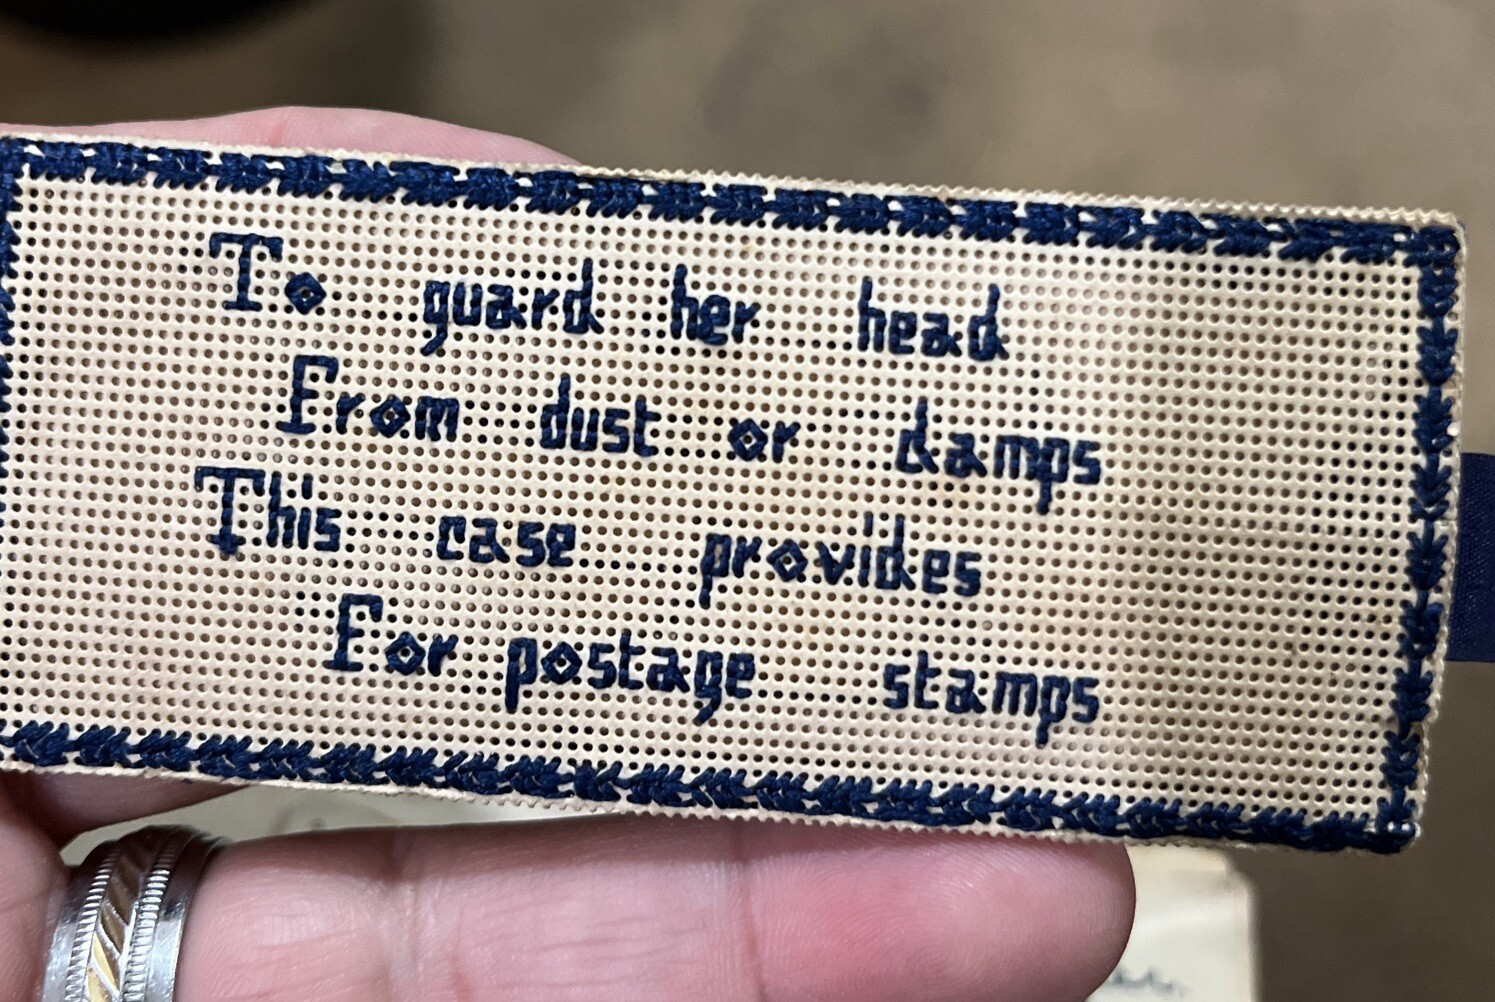 To guard her head
From dust or damps
This case provides
For postage stamps